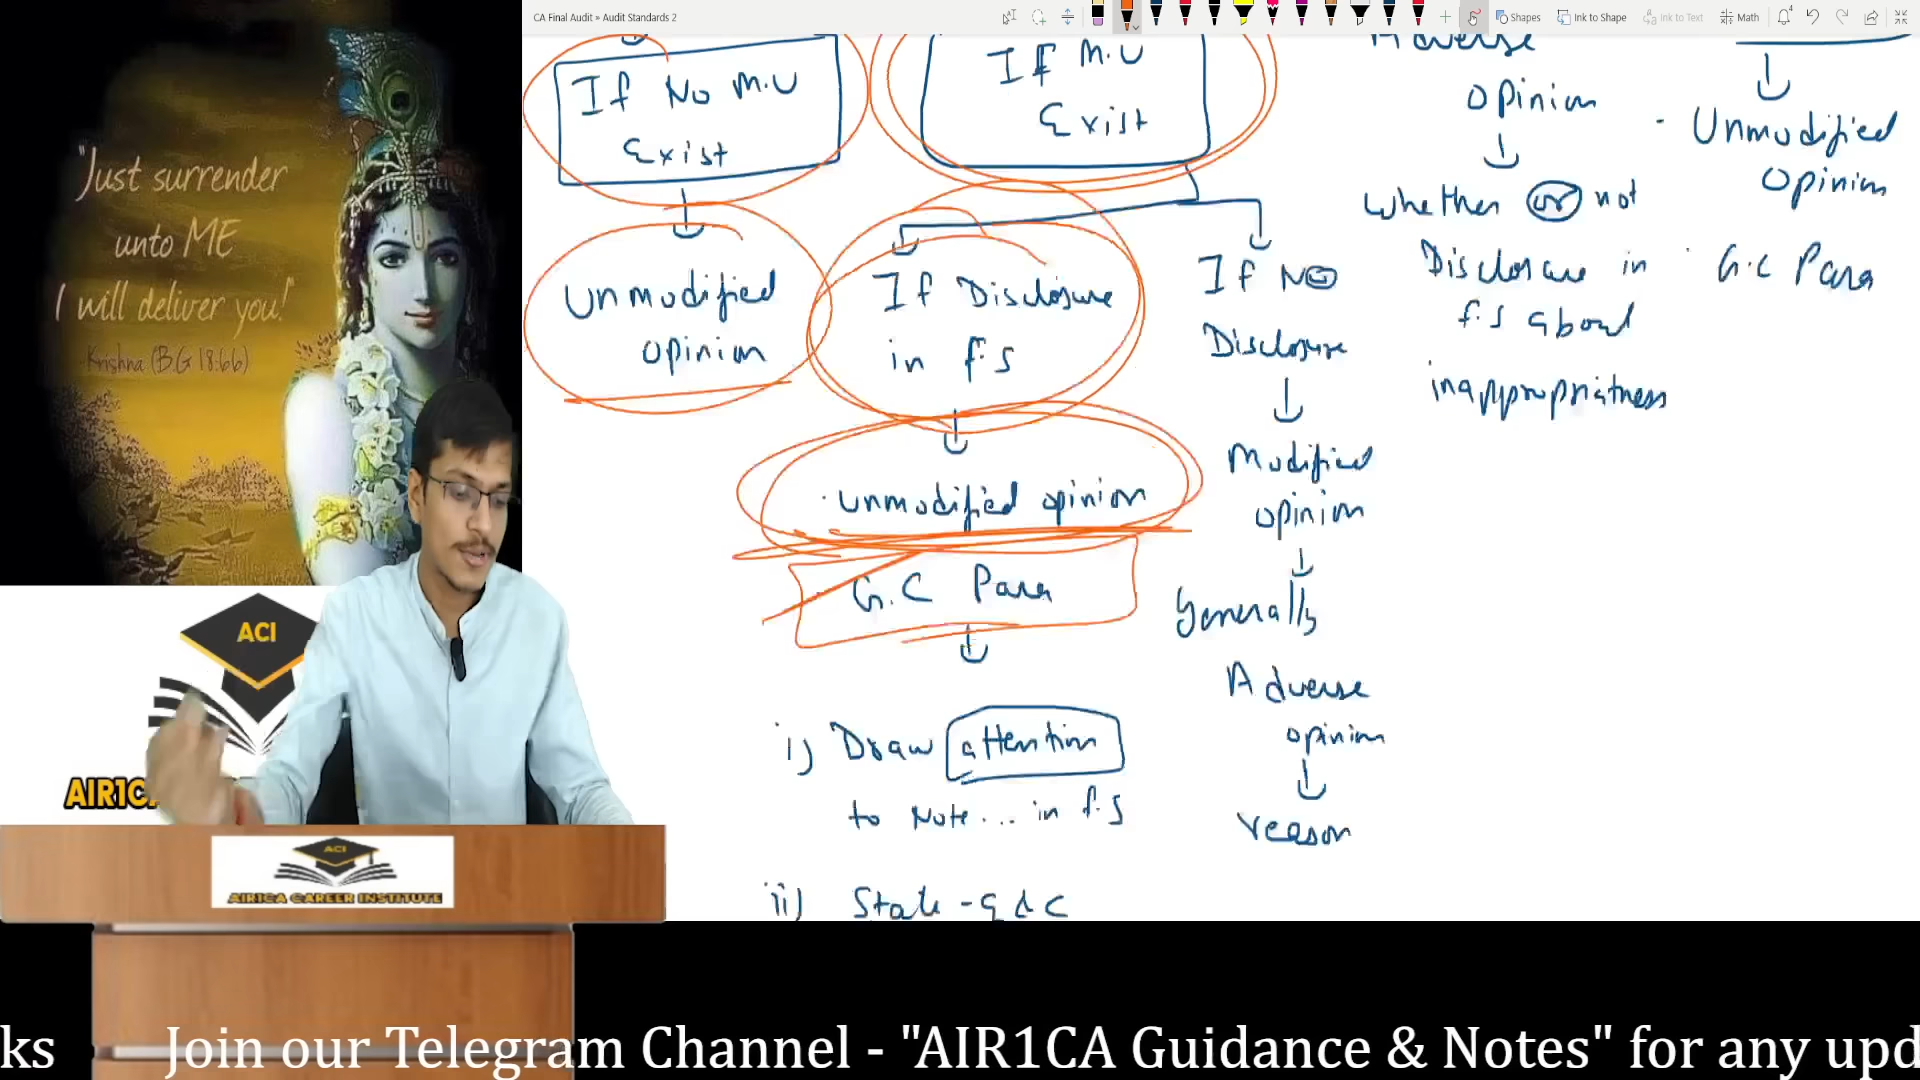 CA Final Audit » Audit Standards 2
Shapes
Ink to Shape
Ink to Text
Math
"Just surrender
unto ME
I will deliver you!"
-Krishna (B.G 18.66)
If No M.U
Exist
If M.U
Exist
Unmodified
opinion
If Disclosure
in f.s
If NO
Disclosure
Modified
opinion
Generally
Adverse
opinion
reason
· unmodified opinion
G.C Para
i) Draw attention
to Note... in f.s
ii)
Adverse
opinion
whether or not
Disclosure in
f.s about
inappropriatness
· Unmodified
Opinion
· G.C Para
ACI
AIR1CA
ACI
AIR1CA CAREER INSTITUTE
ks Join our Telegram Channel - "AIR1CA Guidance & Notes" for any upd